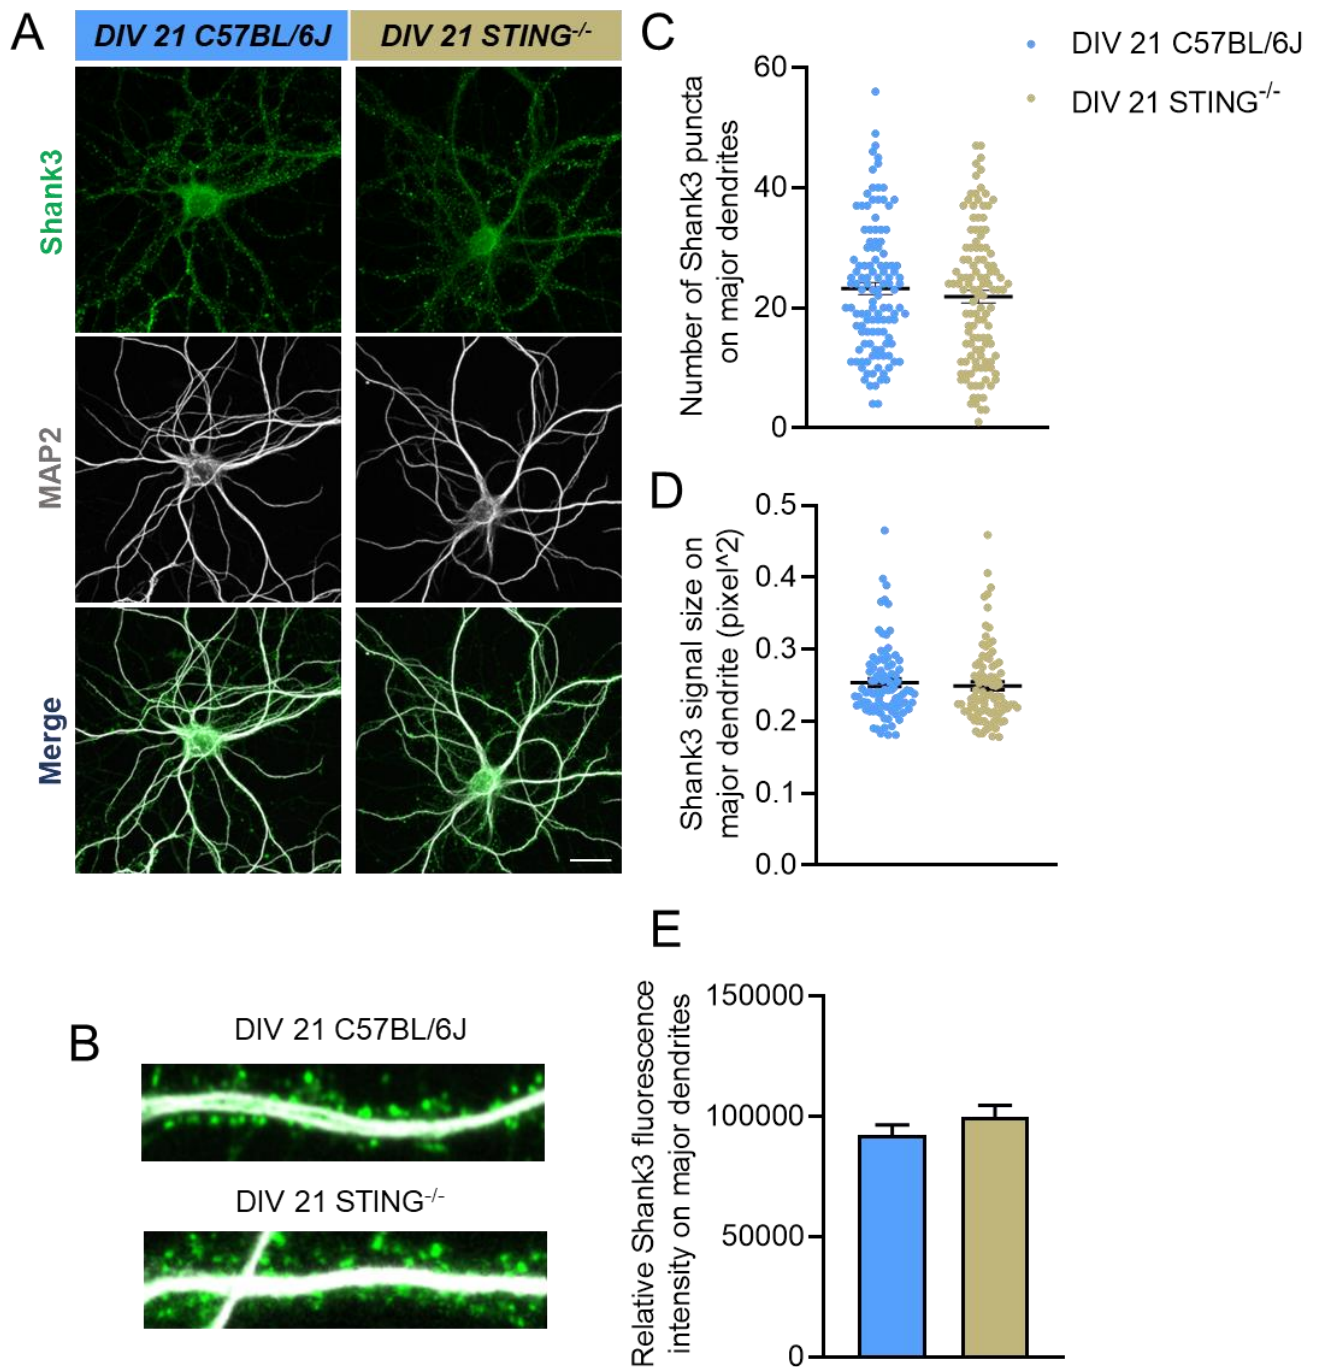 A
DIV 21 C57BL/6J
DIV 21 STING-/-
Shank3
MAP2
Merge
B
DIV 21 C57BL/6J
DIV 21 STING-/-
C
DIV 21 C57BL/6J
DIV 21 STING-/-
Number of Shank3 puncta
on major dendrites
60
40
20
0
D
Shank3 signal size on
major dendrite (pixel^2)
0.5
0.4
0.3
0.2
0.1
0.0
E
Relative Shank3 fluorescence
intensity on major dendrites
150000
100000
50000
0